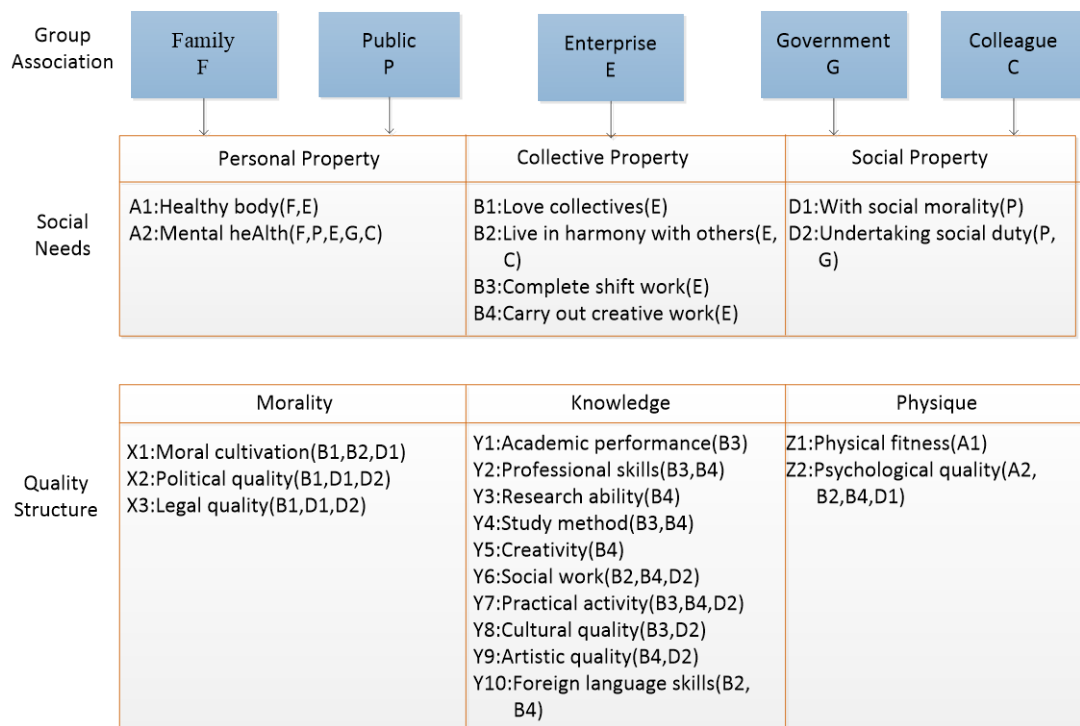 Group
Association
Family
F
Public
P
Enterprise
E
Government
G
Colleague
C
Social
Needs
Personal Property
A1:Healthy body(F,E)
A2:Mental heAlth(F,P,E,G,C)
Collective Property
B1:Love collectives(E)
B2:Live in harmony with others(E,
C)
B3:Complete shift work(E)
B4:Carry out creative work(E)
Social Property
D1:With social morality(P)
D2:Undertaking social duty(P,
G)
Quality
Structure
Morality
X1:Moral cultivation(B1,B2,D1)
X2:Political quality(B1,D1,D2)
X3:Legal quality(B1,D1,D2)
Knowledge
Y1:Academic performance(B3)
Y2:Professional skills(B3,B4)
Y3:Research ability(B4)
Y4:Study method(B3,B4)
Y5:Creativity(B4)
Y6:Social work(B2,B4,D2)
Y7:Practical activity(B3,B4,D2)
Y8:Cultural quality(B3,D2)
Y9:Artistic quality(B4,D2)
Y10:Foreign language skills(B2,
B4)
Physique
Z1:Physical fitness(A1)
Z2:Psychological quality(A2,
B2,B4,D1)